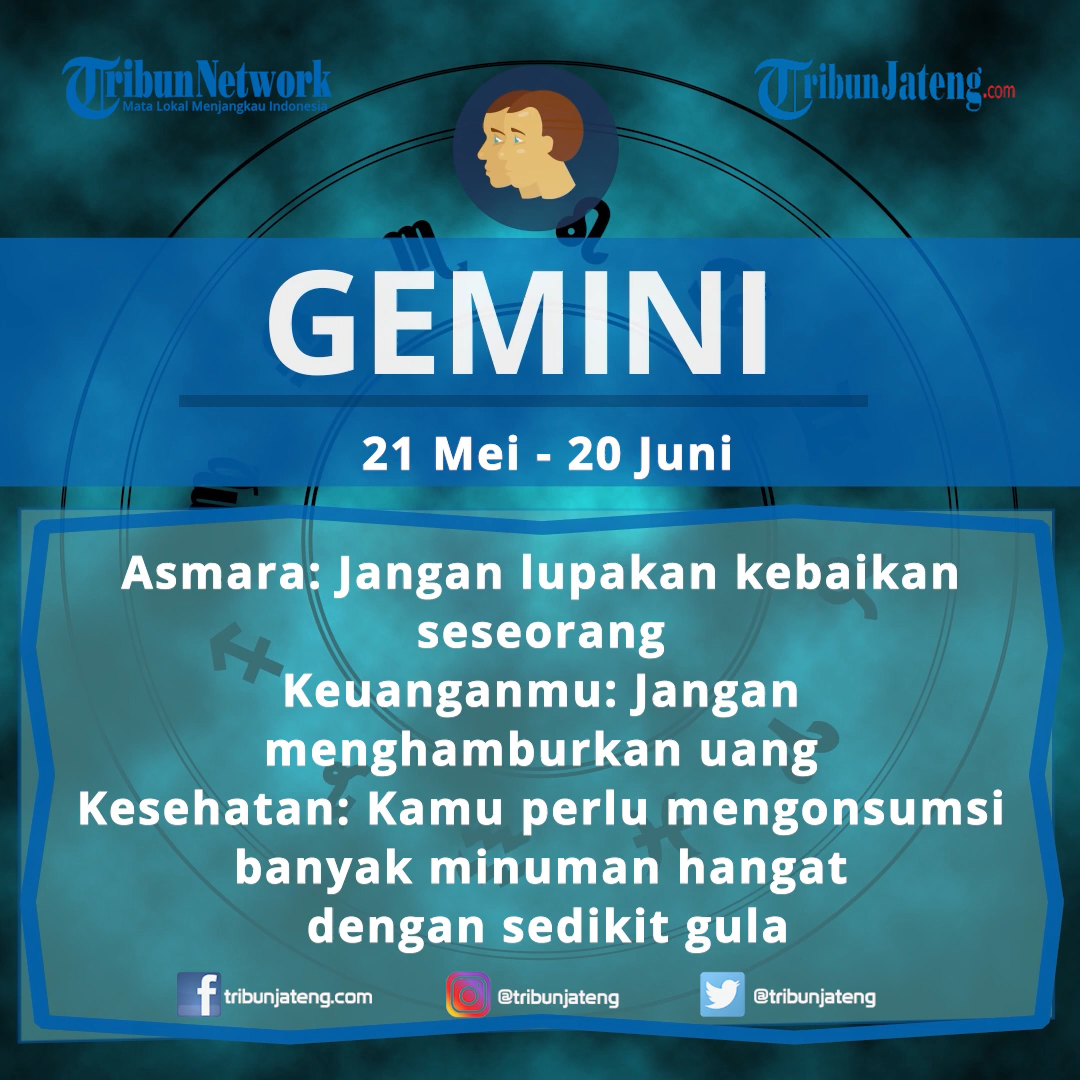 TribunNetwork
Mata Lokal Menjangkau Indonesia
TribunJateng.com
GEMINI
21 Mei - 20 Juni
Asmara: Jangan lupakan kebaikan
seseorang
Keuanganmu: Jangan
menghamburkan uang
Kesehatan: Kamu perlu mengonsumsi
banyak minuman hangat
dengan sedikit gula
tribunjateng.com
@tribunjateng
@tribunjateng